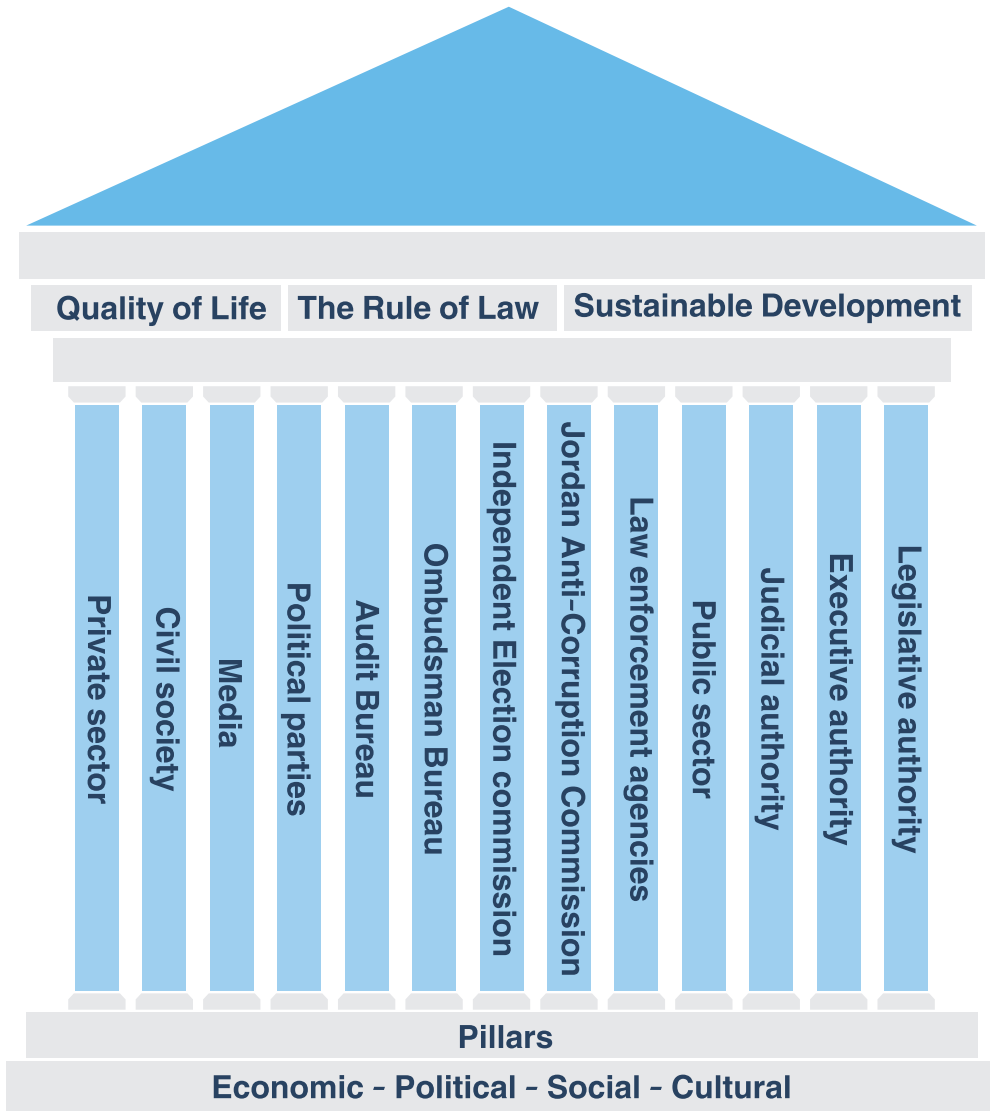 Quality of Life
The Rule of Law
Sustainable Development
Private sector
Civil society
Media
Political parties
Audit Bureau
Ombudsman Bureau
Independent Election commission
Jordan Anti-Corruption Commission
Law enforcement agencies
Public sector
Judicial authority
Executive authority
Legislative authority
Pillars
Economic - Political - Social - Cultural